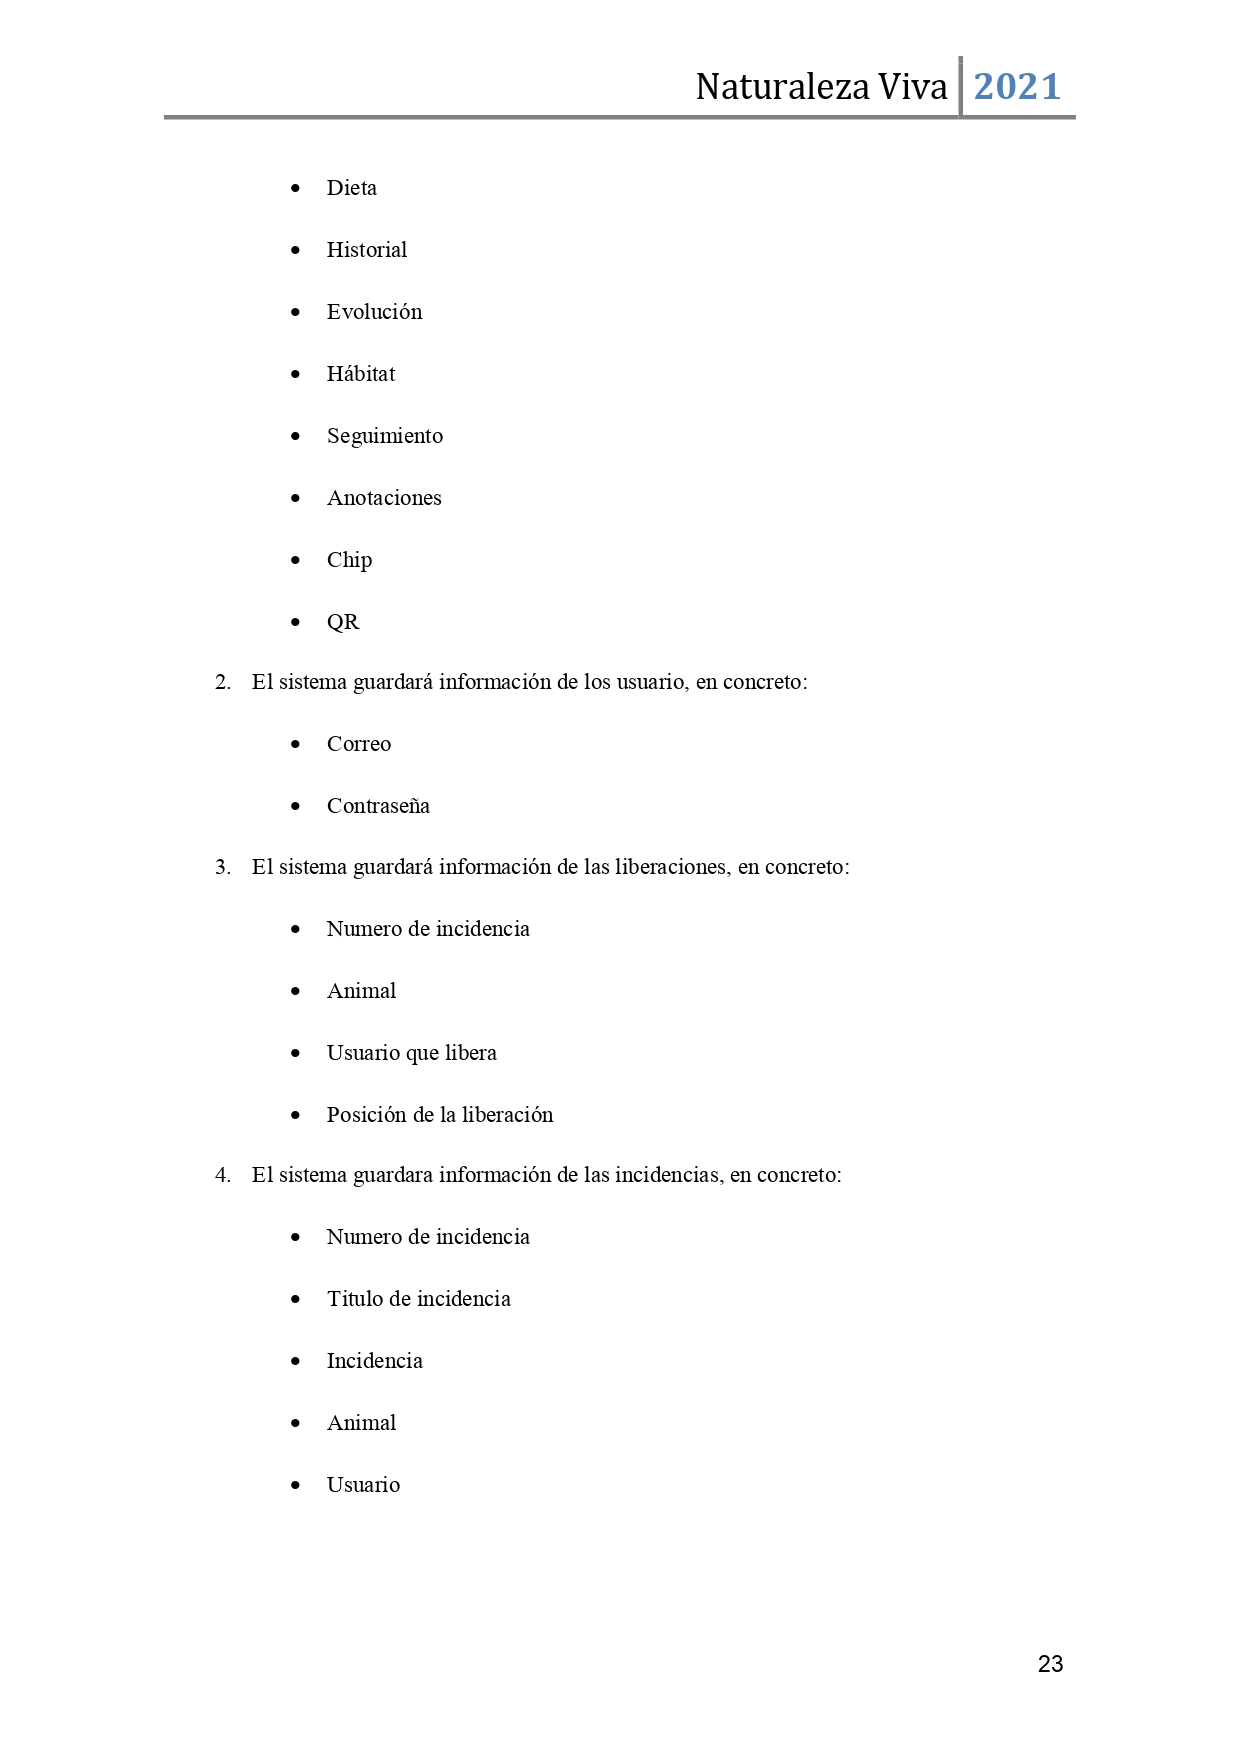 Naturaleza Viva 2021
• Dieta
• Historial
• Evolución
• Hábitat
• Seguimiento
• Anotaciones
• Chip
• QR
2. El sistema guardará información de los usuario, en concreto:
• Correo
• Contraseña
3. El sistema guardará información de las liberaciones, en concreto:
• Numero de incidencia
• Animal
• Usuario que libera
• Posición de la liberación
4. El sistema guardara información de las incidencias, en concreto:
• Numero de incidencia
• Titulo de incidencia
• Incidencia
• Animal
• Usuario
23